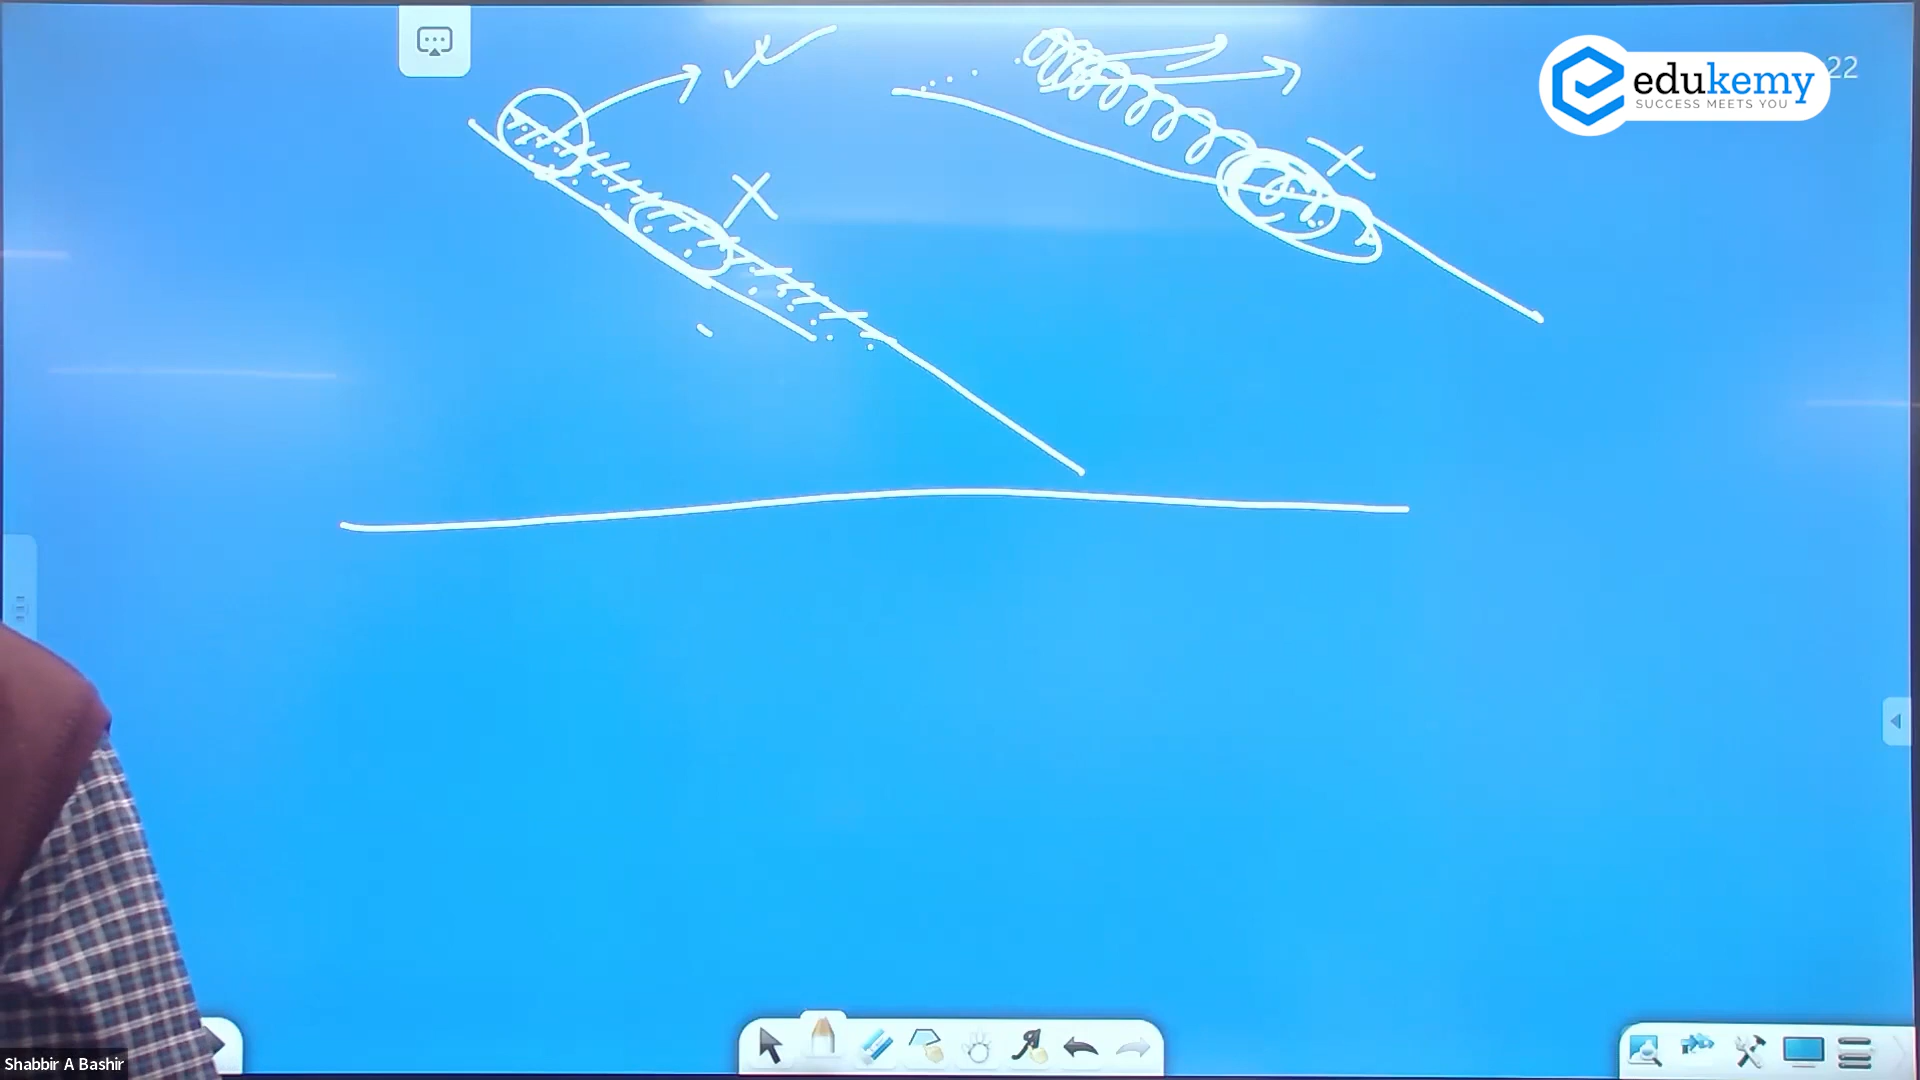 edukemy
SUCCESS MEETS YOU
22
X
X
Shabbir A Bashir